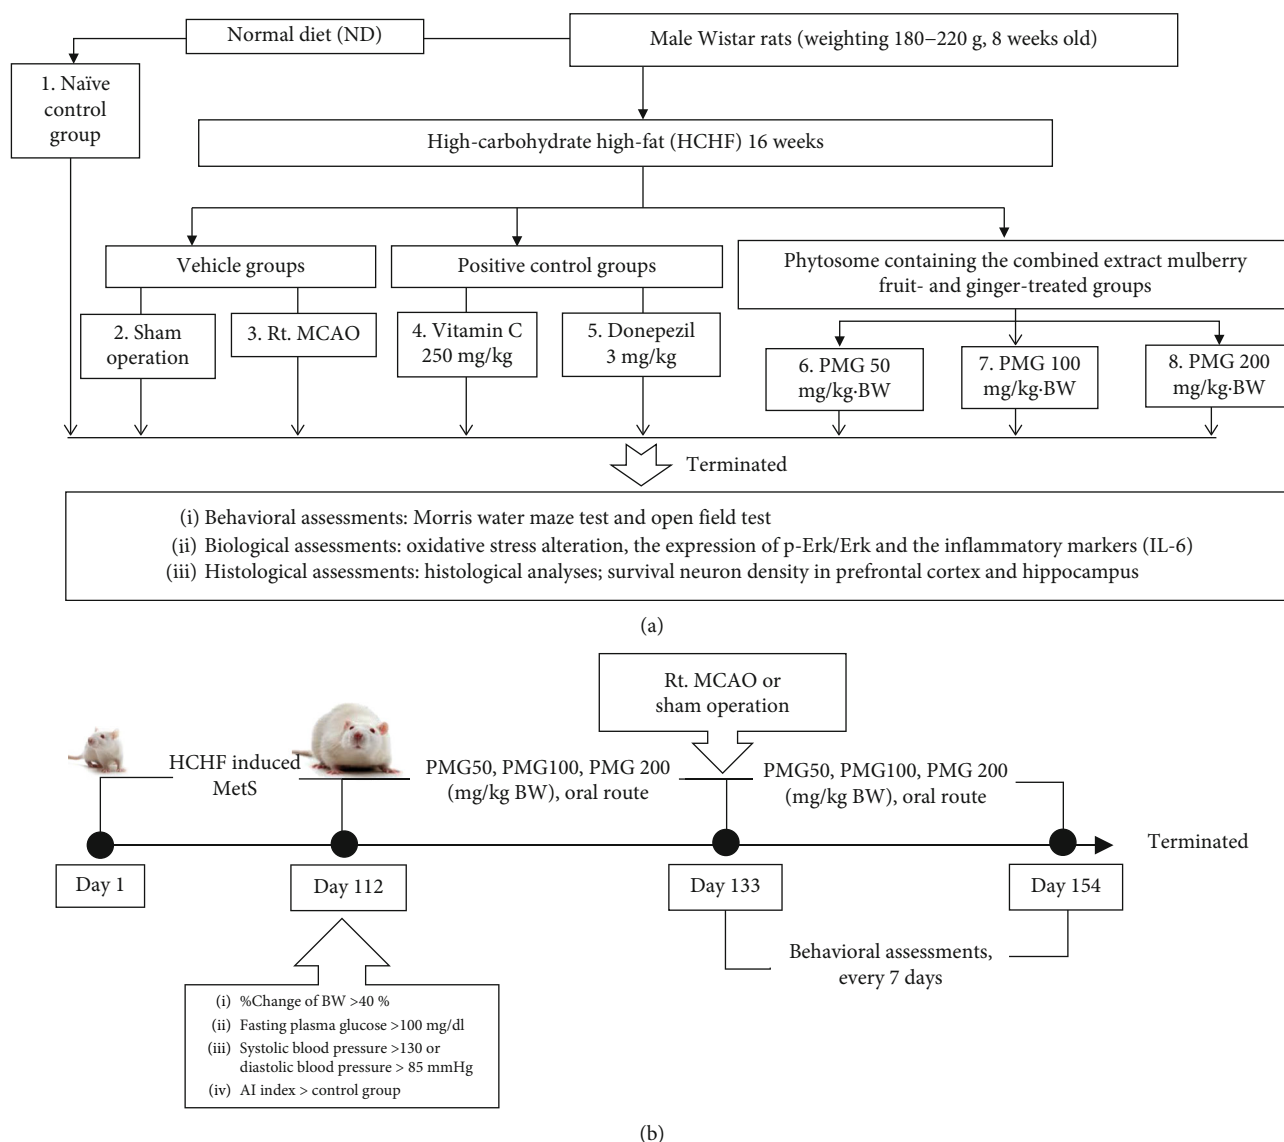 Normal diet (ND)
Male Wistar rats (weighting 180–220 g, 8 weeks old)
1. Naïve
control
group
High-carbohydrate high-fat (HCHF) 16 weeks
Vehicle groups
Positive control groups
Phytosome containing the combined extract mulberry
fruit- and ginger-treated groups
2. Sham
operation
3. Rt. MCAO
4. Vitamin C
250 mg/kg
5. Donepezil
3 mg/kg
6. PMG 50
mg/kg·BW
7. PMG 100
mg/kg·BW
8. PMG 200
mg/kg·BW
Terminated
(i) Behavioral assessments: Morris water maze test and open field test
(ii) Biological assessments: oxidative stress alteration, the expression of p-Erk/Erk and the inflammatory markers (IL-6)
(iii) Histological assessments: histological analyses; survival neuron density in prefrontal cortex and hippocampus
(a)
Rt. MCAO or
sham operation
HCHF induced
MetS
PMG50, PMG100, PMG 200
(mg/kg BW), oral route
PMG50, PMG100, PMG 200
(mg/kg BW), oral route
Terminated
Day 1
Day 112
Day 133
Day 154
Behavioral assessments,
every 7 days
(i) %Change of BW >40 %
(ii) Fasting plasma glucose >100 mg/dl
(iii) Systolic blood pressure >130 or
diastolic blood pressure > 85 mmHg
(iv) AI index > control group
(b)